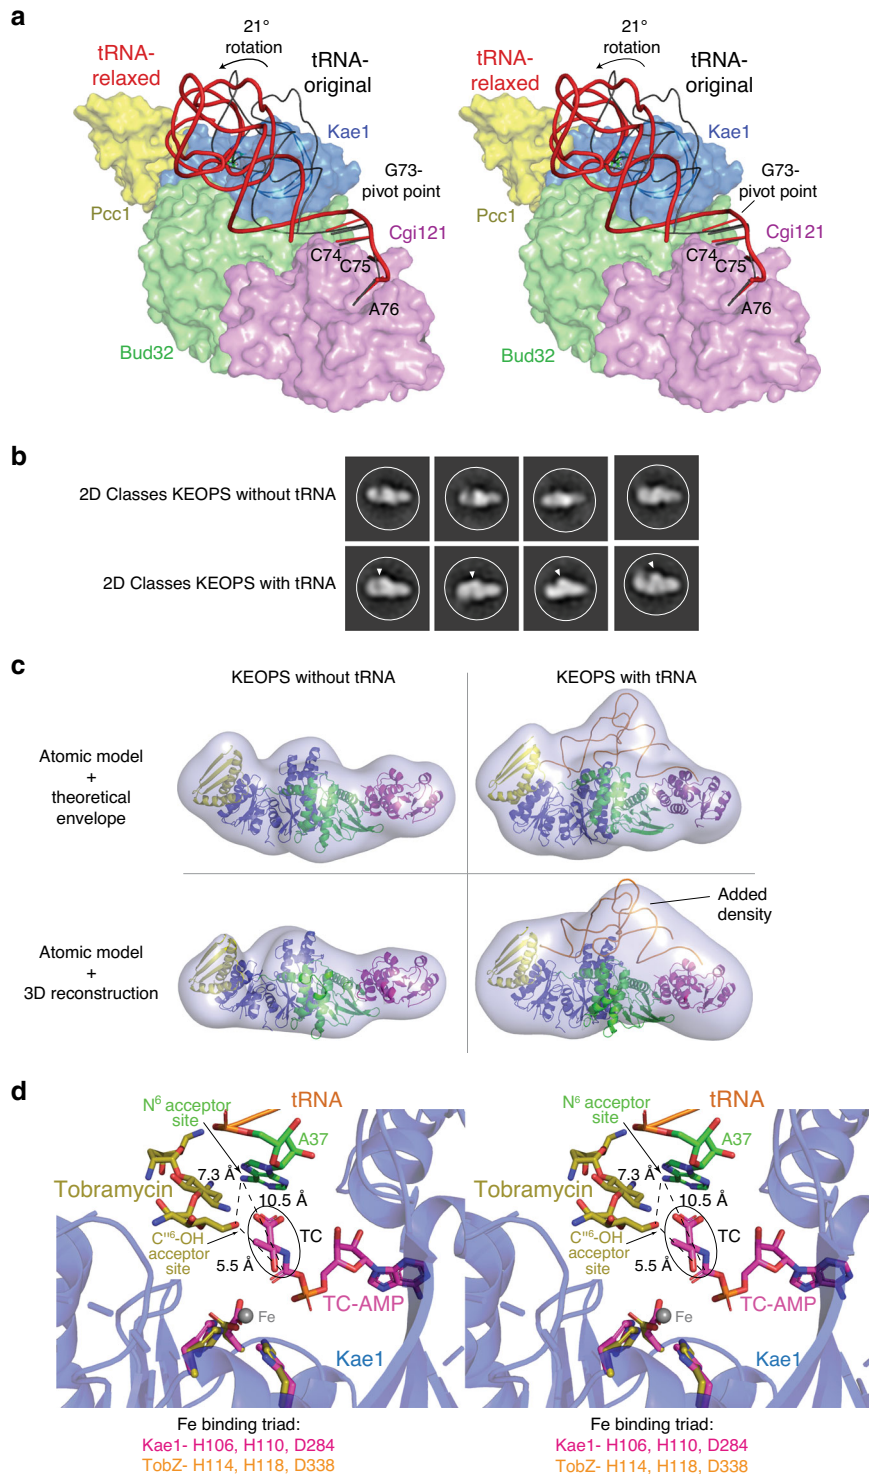 a
21°
rotation
tRNA-
relaxed
tRNA-
original
Kae1
G73-
pivot point
Pcc1
Cgi121
C74
C75
A76
Bud32
21°
rotation
tRNA-
relaxed
tRNA-
original
Kae1
G73-
pivot point
Pcc1
Cgi121
C74
C75
A76
Bud32
b
2D Classes KEOPS without tRNA
2D Classes KEOPS with tRNA
c
KEOPS without tRNA
KEOPS with tRNA
Atomic model
+
theoretical
envelope
Atomic model
+
3D reconstruction
Added
density
d
N⁶ acceptor
site
tRNA
A37
7.3 Å
Tobramycin
10.5 Å
C"⁶-OH
acceptor
site
TC
5.5 Å
TC-AMP
Fe
Kae1
Fe binding triad:
Kae1- H106, H110, D284
TobZ- H114, H118, D338
N⁶ acceptor
site
tRNA
A37
7.3 Å
Tobramycin
10.5 Å
C"⁶-OH
acceptor
site
TC
5.5 Å
TC-AMP
Fe
Kae1
Fe binding triad:
Kae1- H106, H110, D284
TobZ- H114, H118, D338